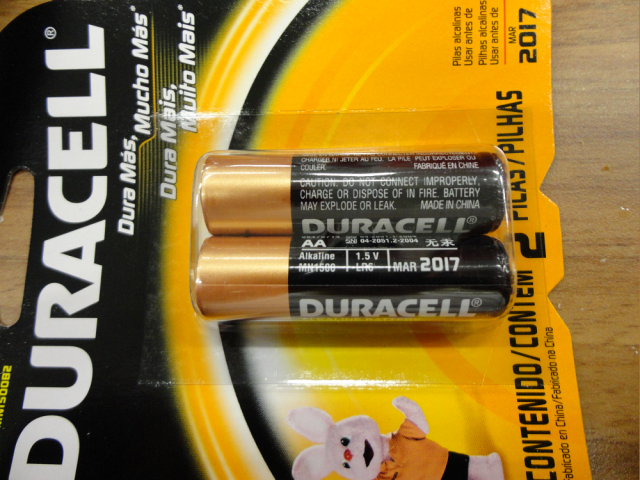 DURACELL®
Dura Más, Mucho Más*
Dura Mais, Muito Mais*
Pilas alcalinas
Usar antes de
Pilhas alcalinas
Usar antes de
MAR
2017
COULER.
FABRIQUÉ EN CHINE
CAUTION: DO NOT CONNECT IMPROPERLY,
CHARGE OR DISPOSE OF IN FIRE. BATTERY
MAY EXPLODE OR LEAK. MADE IN CHINA
DURACELL
AA
Alkaline 1.5 V
MN1500 LR6 MAR 2017
DURACELL®
CONTENIDO/CONTÉM 2 PILAS/PILHAS
Fabricado en China/Fabricado na China